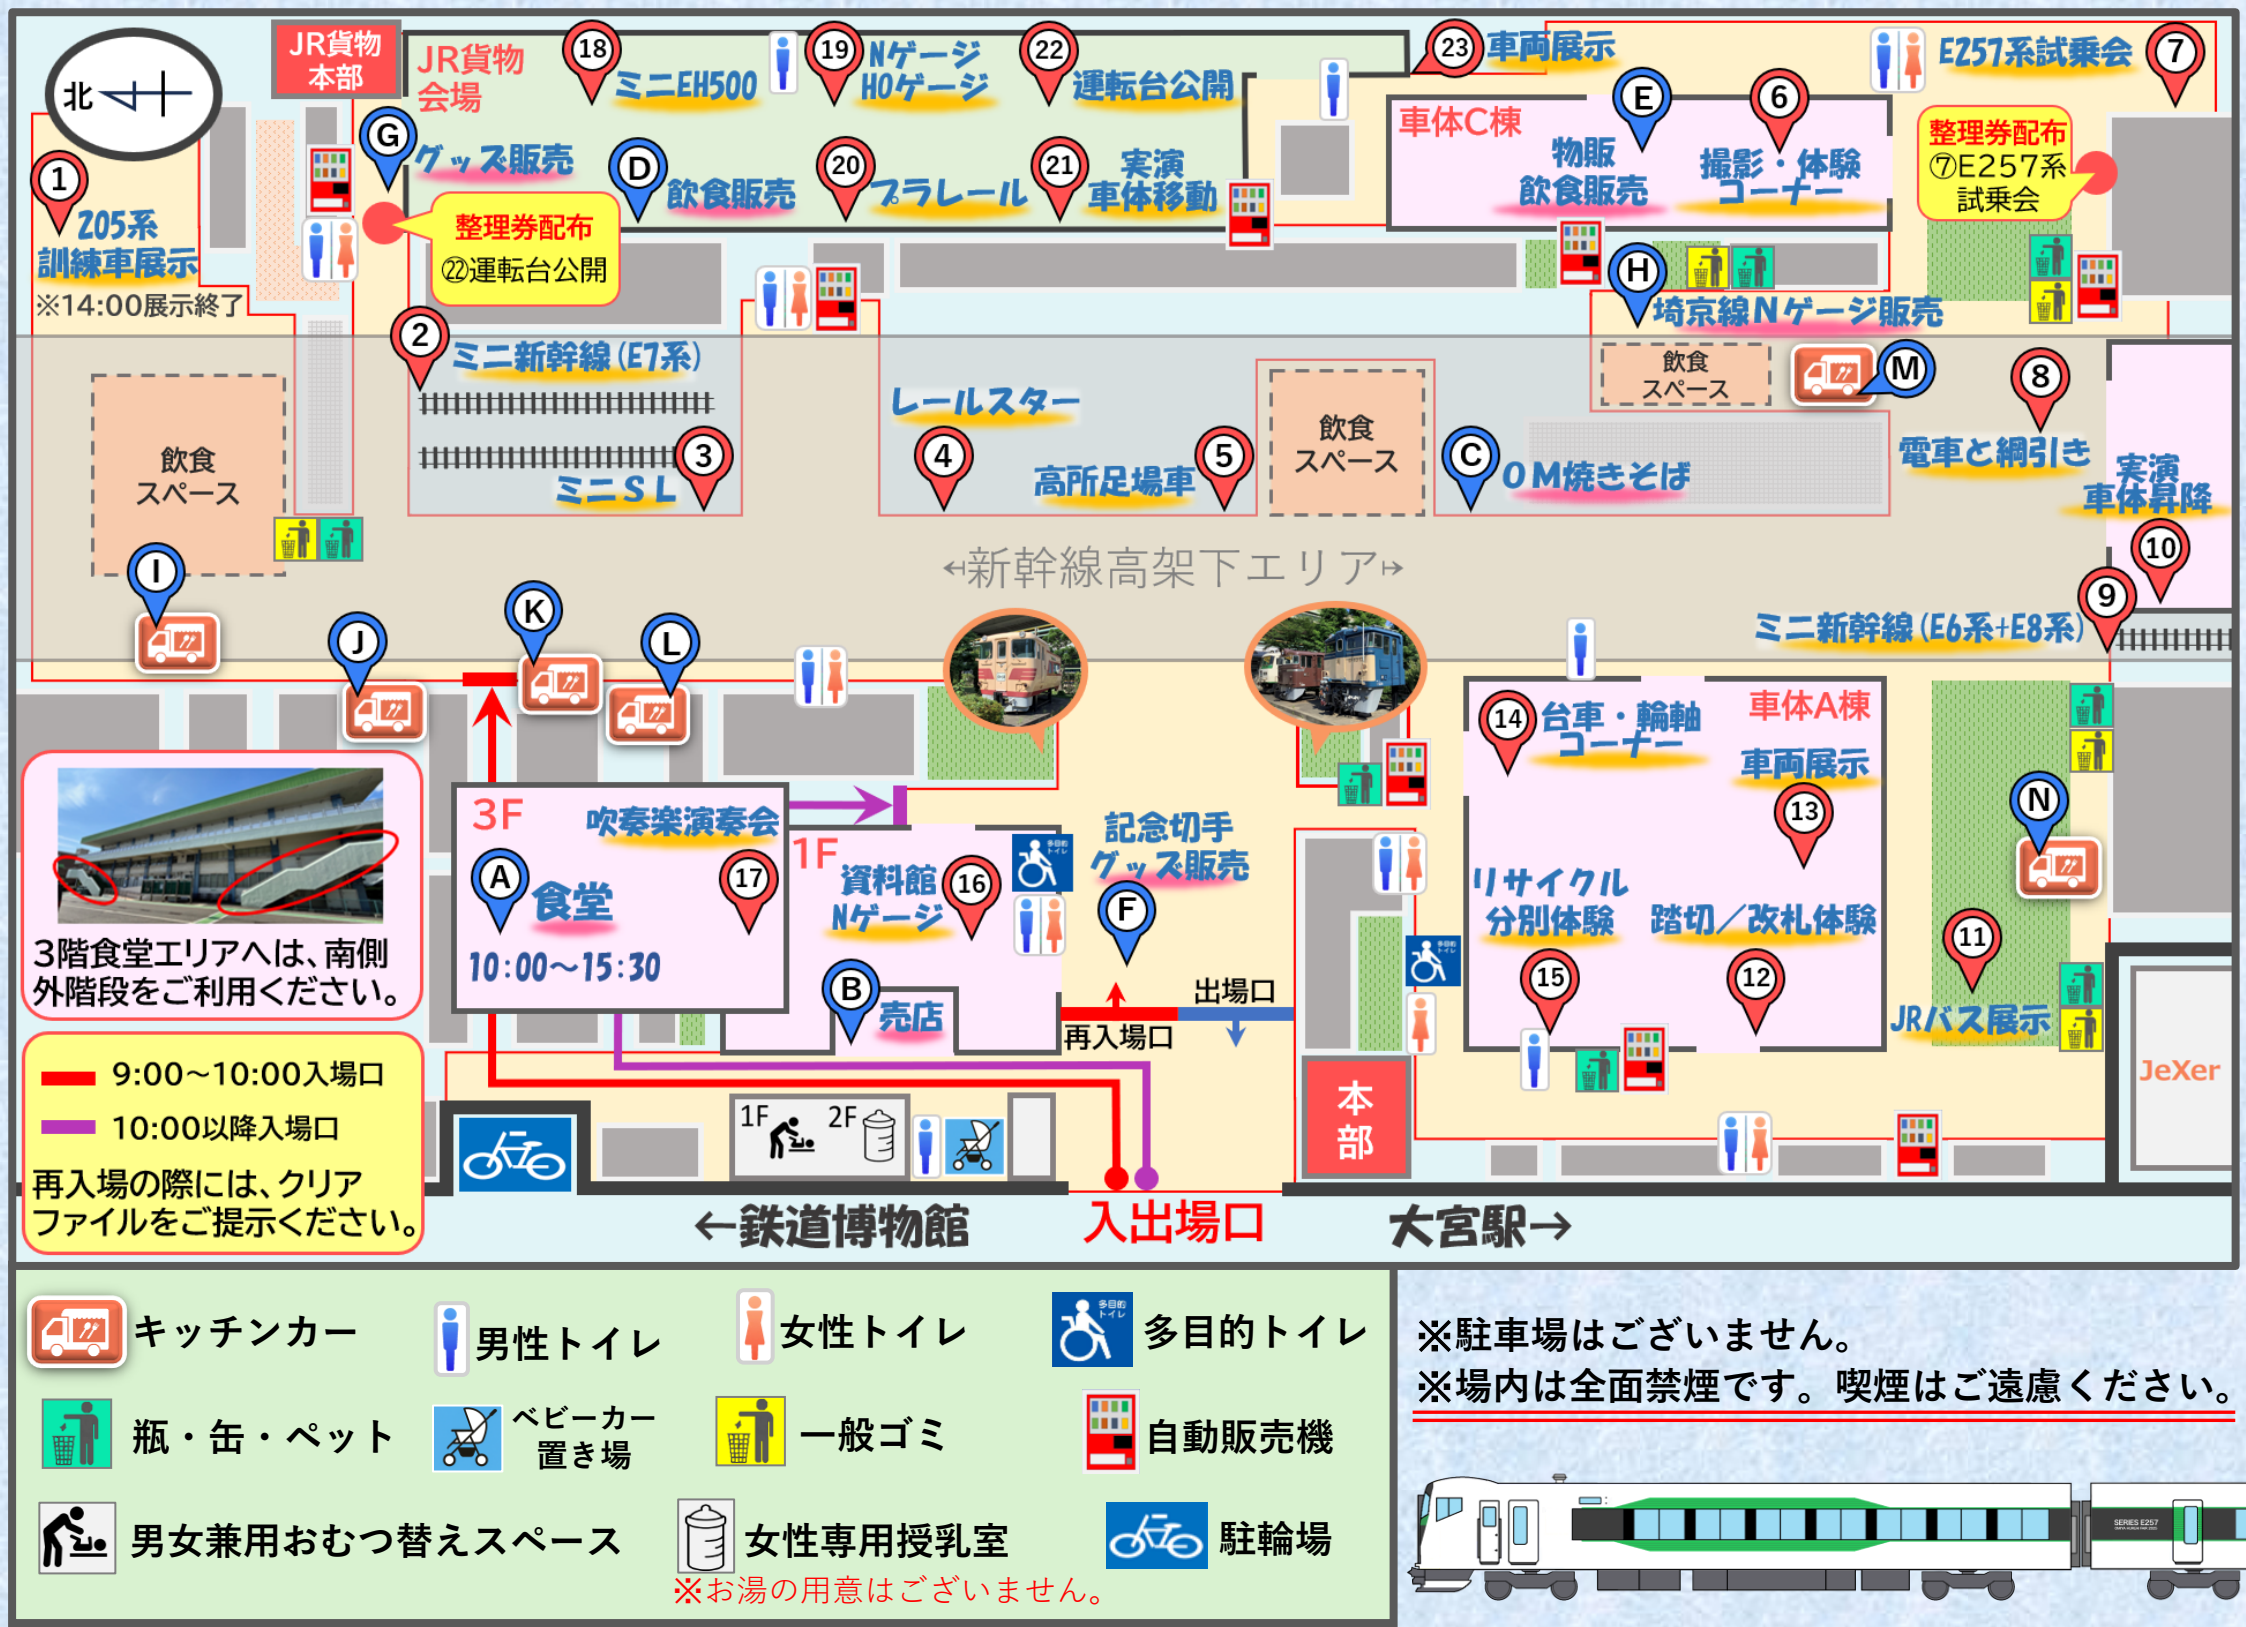 北
JR貨物
本部
JR貨物
会場
18
ミニEH500
19
Nゲージ
HOゲージ
22
運転台公開
23
車両展示
E257系試乗会
7
1
205系
訓練車展示
※14:00展示終了
G
グッズ販売
D
飲食販売
20
プラレール
21
実演
車体移動
車体C棟
E
物販
飲食販売
6
撮影・体験
コーナー
整理券配布
⑦E257系
試乗会
整理券配布
㉒運転台公開
H
埼京線Nゲージ販売
2
ミニ新幹線(E7系)
3
ミニSL
レールスター
4
高所足場車
5
飲食
スペース
飲食
スペース
飲食
スペース
M
C
OM焼きそば
8
電車と綱引き
実演
車体昇降
10
9
ミニ新幹線(E6系+E8系)
↤新幹線高架下エリア↦
I
J
K
L
3階食堂エリアへは、南側
外階段をご利用ください。
3F
吹奏楽演奏会
A
食堂
17
10:00〜15:30
1F
資料館
Nゲージ
16
B
売店
多目的
トイレ
記念切手
グッズ販売
F
再入場口
出場口
多目的
トイレ
14
台車・輪軸
コーナー
車体A棟
車両展示
13
リサイクル
分別体験
15
踏切／改札体験
12
N
11
JRバス展示
JeXer
9:00〜10:00入場口
10:00以降入場口
再入場の際には、クリア
ファイルをご提示ください。
1F
2F
本
部
←鉄道博物館
入出場口
大宮駅→
キッチンカー
男性トイレ
女性トイレ
多目的
トイレ
多目的トイレ
瓶・缶・ペット
ベビーカー
置き場
一般ゴミ
自動販売機
男女兼用おむつ替えスペース
女性専用授乳室
※お湯の用意はございません。
駐輪場
※駐車場はございません。
※場内は全面禁煙です。喫煙はご遠慮ください。
SERIES E257